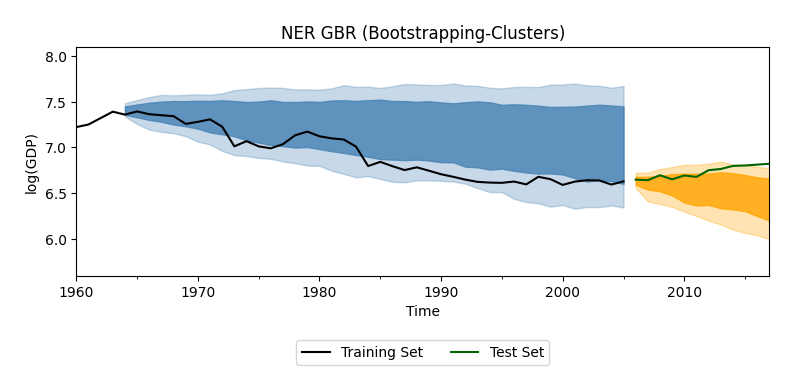 NER GBR (Bootstrapping-Clusters)
8.0
7.5
7.0
6.5
6.0
log(GDP)
1960 1970 1980 1990 2000 2010
Time
Training Set Test Set